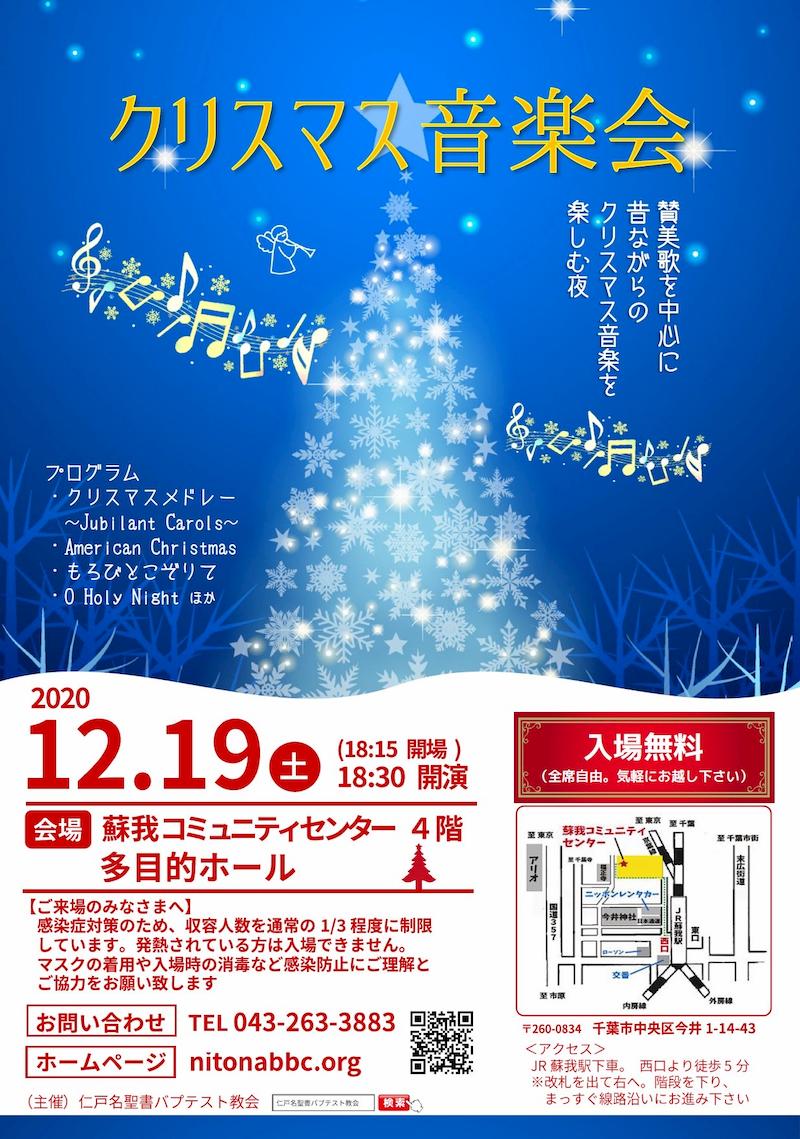 クリスマス音楽会
賛美歌を中心に
昔ながらの
クリスマス音楽を
楽しむ夜
プログラム
・クリスマスメドレー
～Jubilant Carols～
・American Christmas
・もろびとこぞりて
・O Holy Night ほか
2020
12.19 土
(18:15 開場 )
18:30 開演
会場 蘇我コミュニティセンター 4階
多目的ホール
【ご来場のみなさまへ】
感染症対策のため、収容人数を通常の 1/3 程度に制限
しています。発熱されている方は入場できません。
マスクの着用や入場時の消毒など感染防止にご理解と
ご協力をお願い致します
お問い合わせ TEL 043-263-3883
ホームページ nitonabbc.org
（主催）仁戸名聖書バプテスト教会 仁戸名聖書バプテスト教会 検索
入場無料
（全席自由。気軽にお越し下さい）
至東京
至東京
至千葉
至千葉市街
蘇我コミュニティ
センター
アリオ
至千葉寺
末広街道
ニッポンレンタカー
国道357
今井神社
日本通運
JR蘇我駅
東口
西口
ローソン
交番
至市原
内房線
外房線
〒260-0834 千葉市中央区今井 1-14-43
＜アクセス＞
JR 蘇我駅下車。 西口より徒歩 5 分
※改札を出て右へ。階段を下り、
まっすぐ線路沿いにお進み下さい